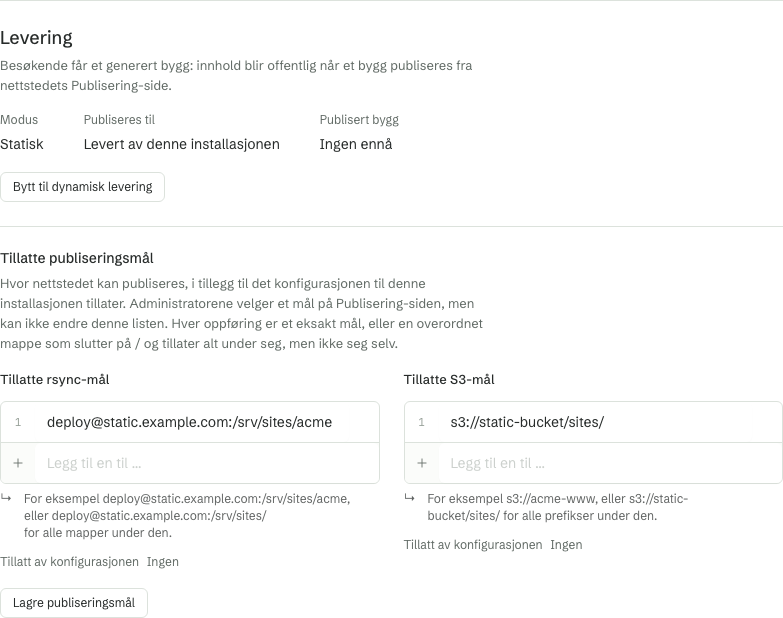 Levering
Besøkende får et generert bygg: innhold blir offentlig når et bygg publiseres fra
nettstedets Publisering-side.
Modus
Publiseres til
Publisert bygg
Statisk
Levert av denne installasjonen
Ingen ennå
Bytt til dynamisk levering
Tillatte publiseringsmål
Hvor nettstedet kan publiseres, i tillegg til det konfigurasjonen til denne
installasjonen tillater. Administratorene velger et mål på Publisering-siden, men
kan ikke endre denne listen. Hver oppføring er et eksakt mål, eller en overordnet
mappe som slutter på / og tillater alt under seg, men ikke seg selv.
Tillatte rsync-mål
1 deploy@static.example.com:/srv/sites/acme
+ Legg til en til ...
↳ For eksempel deploy@static.example.com:/srv/sites/acme,
eller deploy@static.example.com:/srv/sites/
for alle mapper under den.
Tillatt av konfigurasjonen Ingen
Tillatte S3-mål
1 s3://static-bucket/sites/
+ Legg til en til ...
↳ For eksempel s3://acme-www, eller s3://static-
bucket/sites/ for alle prefikser under den.
Tillatt av konfigurasjonen Ingen
Lagre publiseringsmål